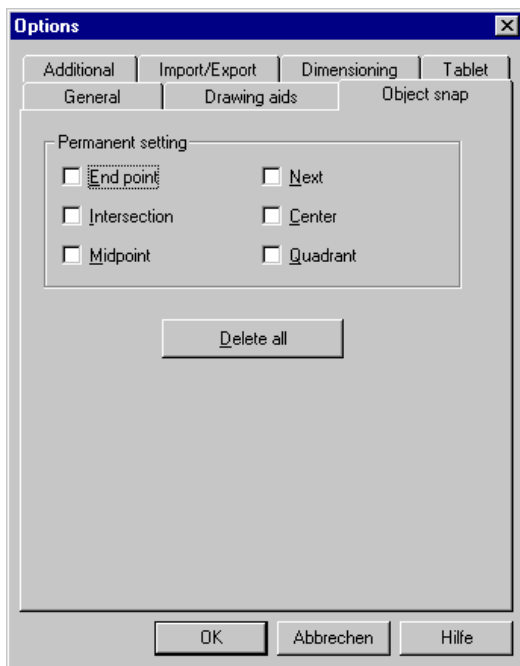 Options
Additional Import/Export Dimensioning Tablet
General Drawing aids Object snap
Permanent setting
End point Next
Intersection Center
Midpoint Quadrant
Delete all
OK Abbrechen Hilfe